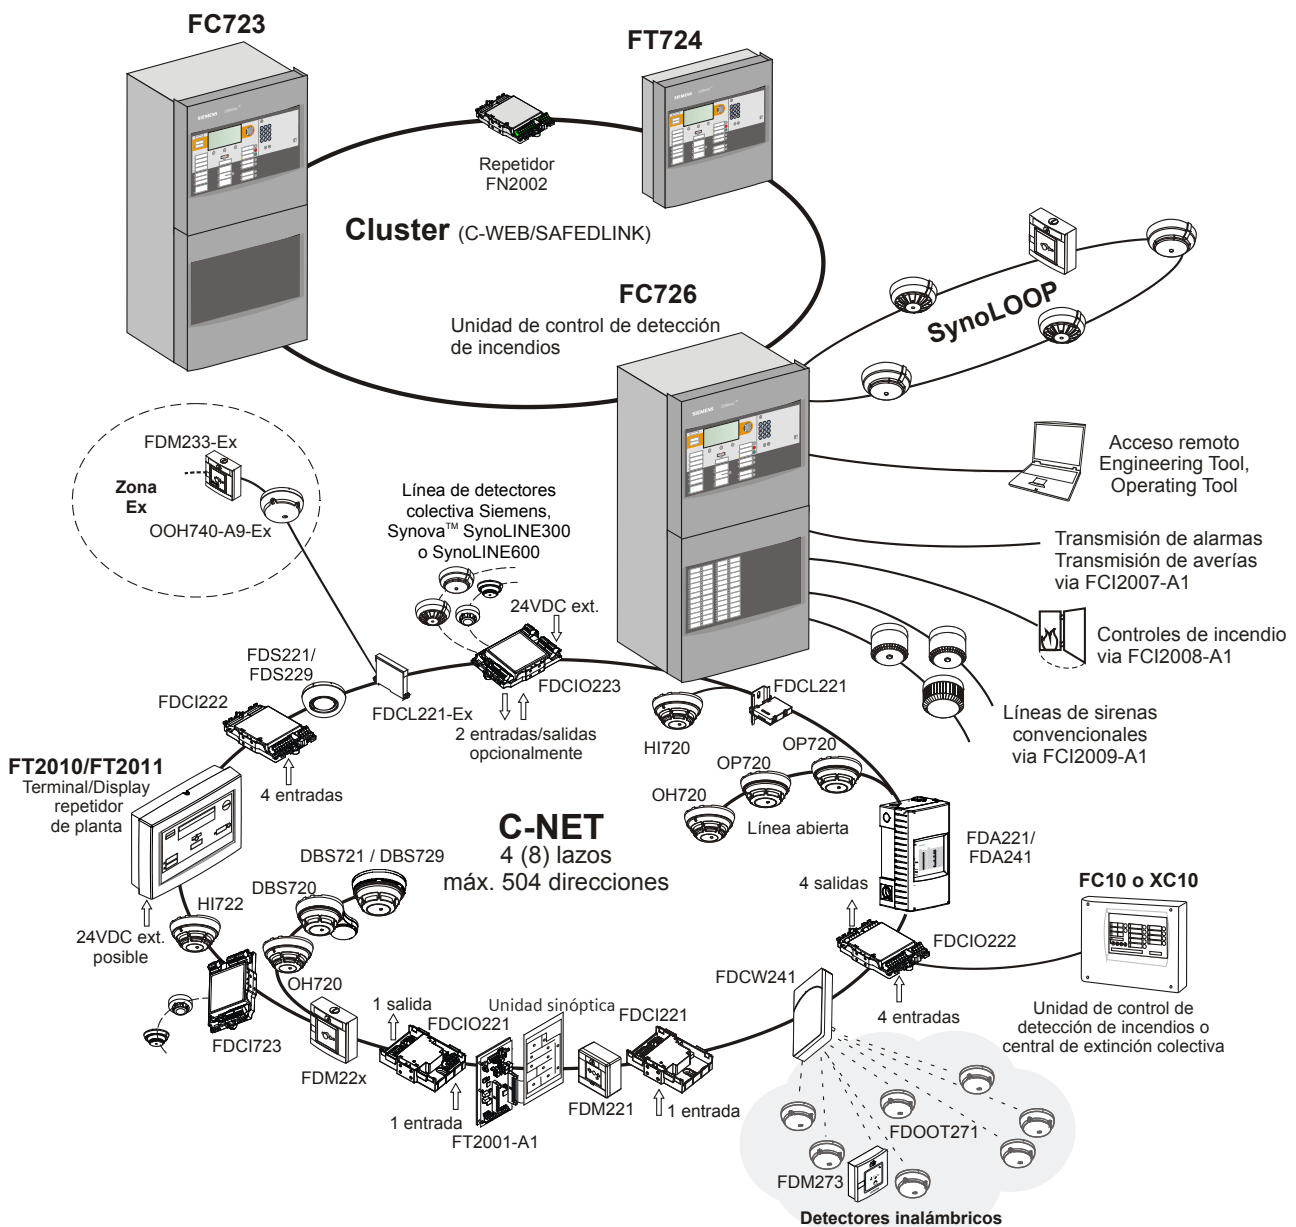 FC723
FT724
SIEMENS
SIEMENS
Repetidor
FN2002
Cluster (C-WEB/SAFEDLINK)
FC726
Unidad de control de detección
de incendios
SynoLOOP
SIEMENS
FDM233-Ex
Zona
Ex
OOH740-A9-Ex
Línea de detectores
colectiva Siemens,
Synova™ SynoLINE300
o SynoLINE600
24VDC ext.
Acceso remoto
Engineering Tool,
Operating Tool
Transmisión de alarmas
Transmisión de averías
via FCI2007-A1
Controles de incendio
via FCI2008-A1
Líneas de sirenas
convencionales
via FCI2009-A1
FDS221/
FDS229
FDCI222
FDCL221-Ex
FDCIO223
2 entradas/salidas
opcionalmente
FDCL221
HI720
OP720
OP720
OH720
Línea abierta
FT2010/FT2011
Terminal/Display
repetidor
de planta
4 entradas
C-NET
4 (8) lazos
máx. 504 direcciones
FDA221/
FDA241
DBS721 / DBS729
DBS720
HI722
24VDC ext.
posible
OH720
FDCI723
FDM22x
1 salida
FDCIO221
1 entrada
Unidad sinóptica
FT2001-A1
FDM221
FDCI221
1 entrada
4 salidas
FDCIO222
FDCW241
4 entradas
FC10 o XC10
Unidad de control de
detección de incendios o
central de extinción colectiva
FDOOT271
FDM273
Detectores inalámbricos